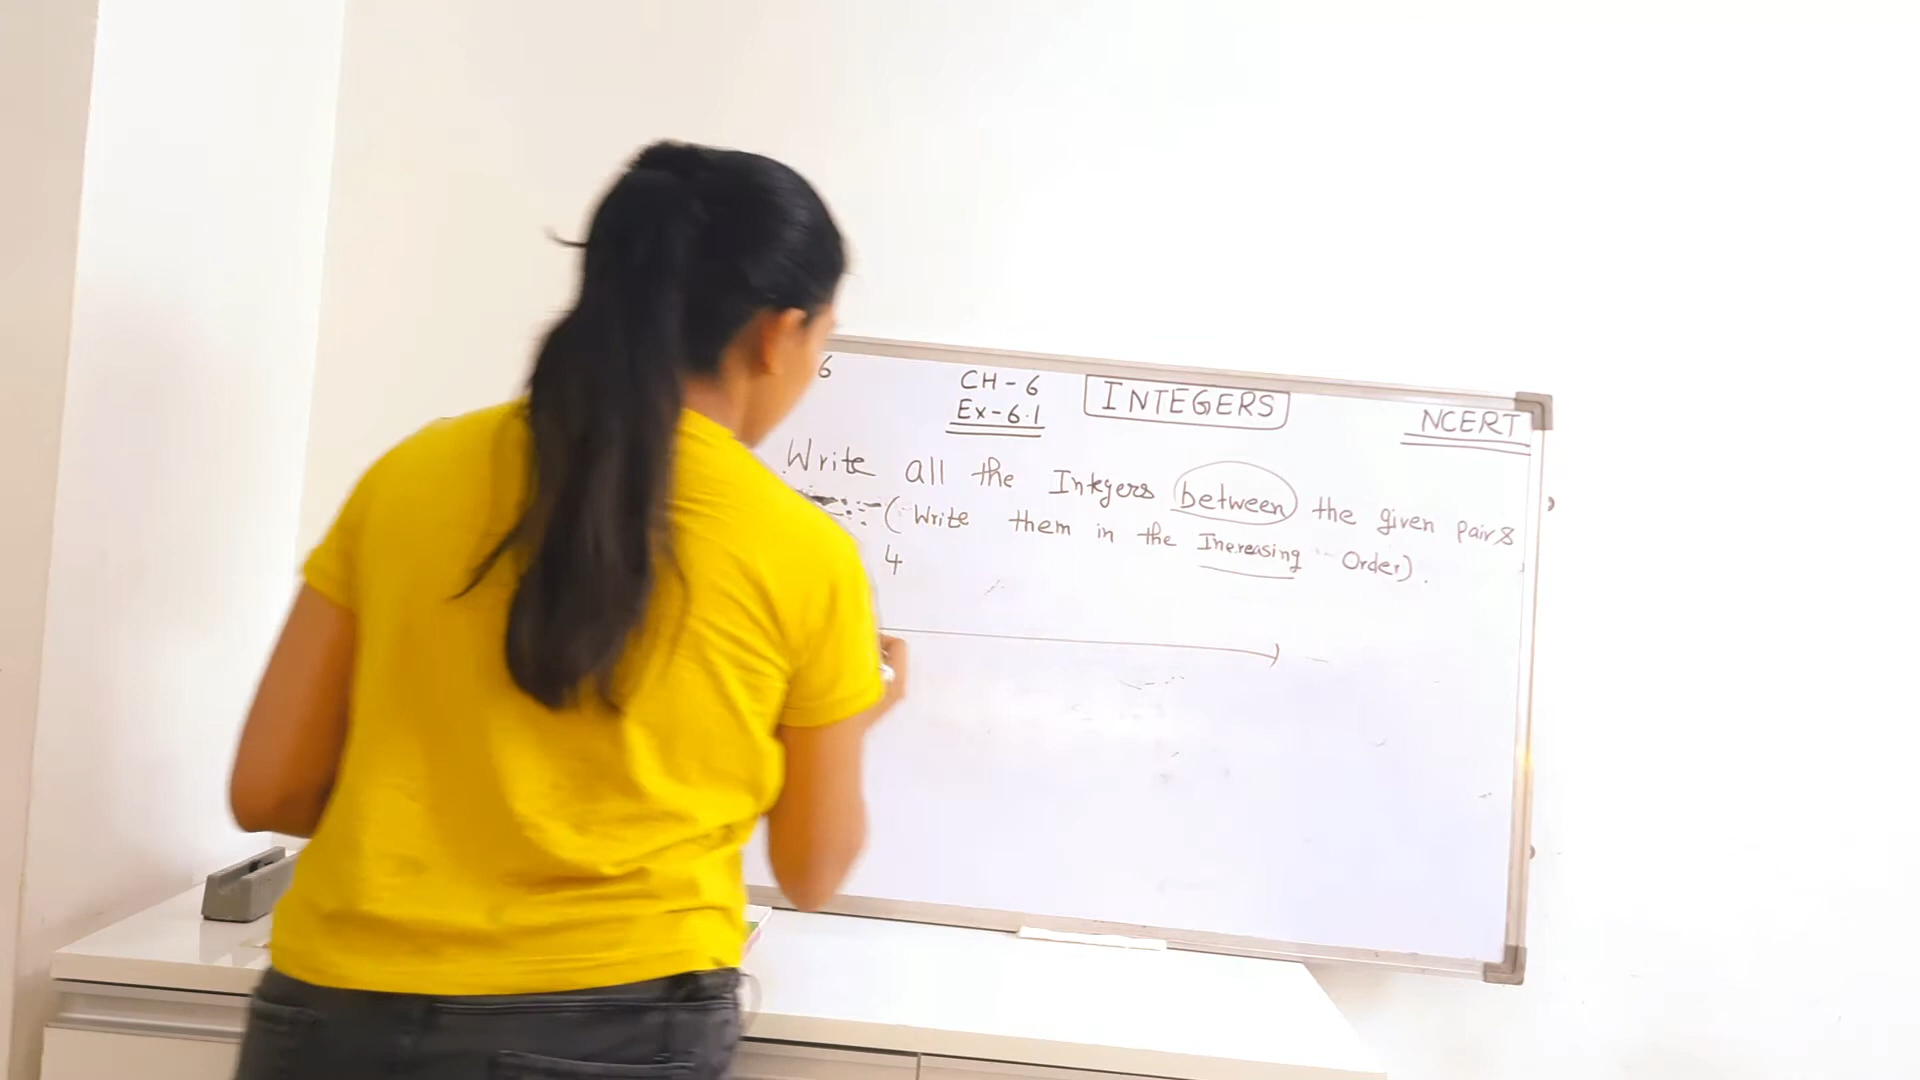 6
CH - 6
Ex - 6.1
INTEGERS
NCERT
Write all the Integers between the given pairs
(Write them in the Increasing Order).
4